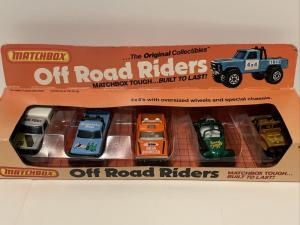 MATCHBOX
...The Original Collectibles
4x4
Off Road Riders
MATCHBOX TOUGH...BUILT TO LAST!
4x4's with oversized wheels and special chassis.
MATCHBOX
Off Road Riders
MATCHBOX TOUGH...
BUILT TO LAST!